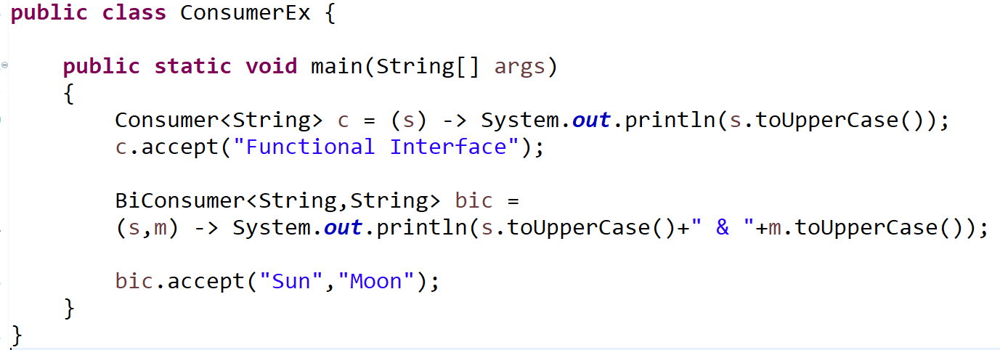 public class ConsumerEx {
public static void main(String[] args)
{
Consumer<String> c = (s) -> System.out.println(s.toUpperCase());
c.accept("Functional Interface");
BiConsumer<String,String> bic =
(s,m) -> System.out.println(s.toUpperCase()+" & "+m.toUpperCase());
bic.accept("Sun","Moon");
}
}